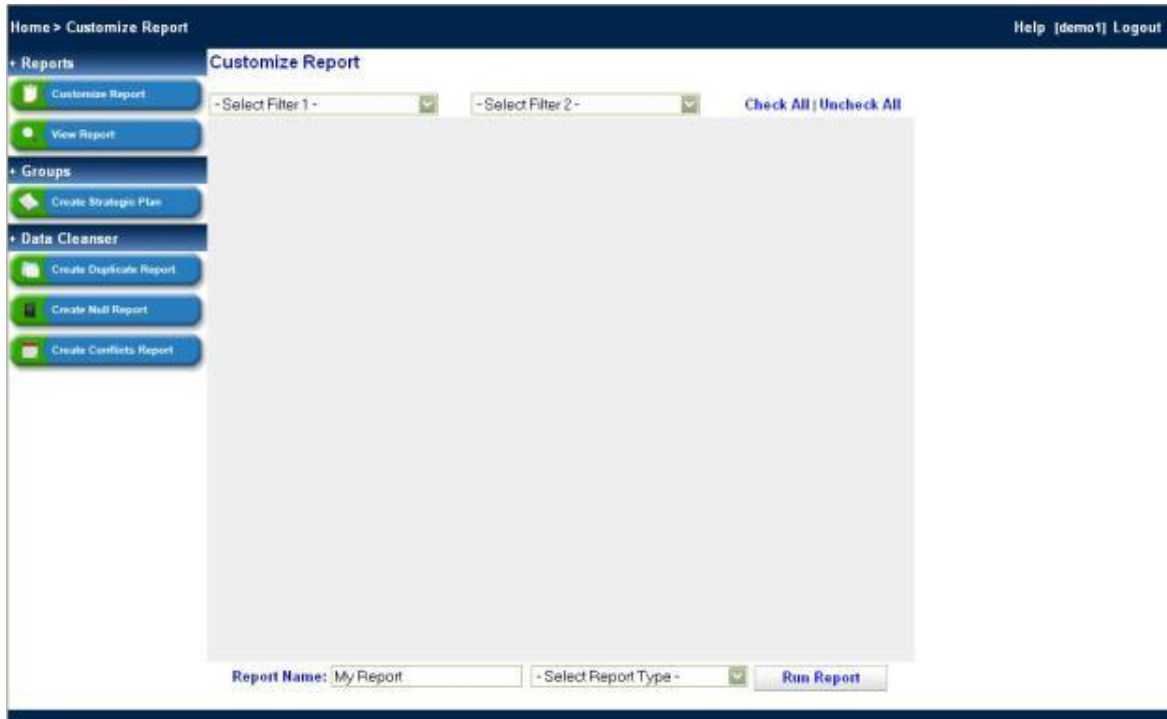 Home > Customize Report
Help [demo1] Logout
+ Reports
Customize Report
View Report
+ Groups
Create Strategic Plan
+ Data Cleanser
Create Duplicate Report
Create Null Report
Create Conflicts Report
Customize Report
- Select Filter 1 -
- Select Filter 2 -
Check All | Uncheck All
Report Name: My Report
- Select Report Type -
Run Report